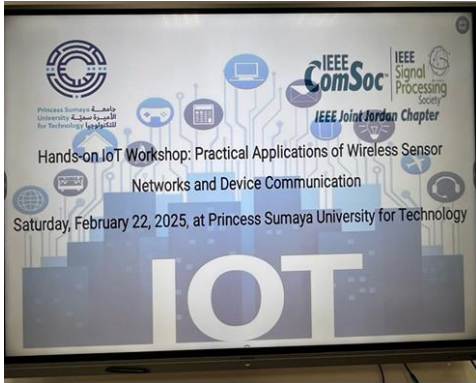 Princess Sumaya
University
for Technology
جامعة
الأميرة سميّة
للتكنولوجيا
IEEE
ComSoc™
IEEE
Signal
Processing
Society
IEEE Joint Jordan Chapter
Hands-on IoT Workshop: Practical Applications of Wireless Sensor
Networks and Device Communication
Saturday, February 22, 2025, at Princess Sumaya University for Technology
IOT